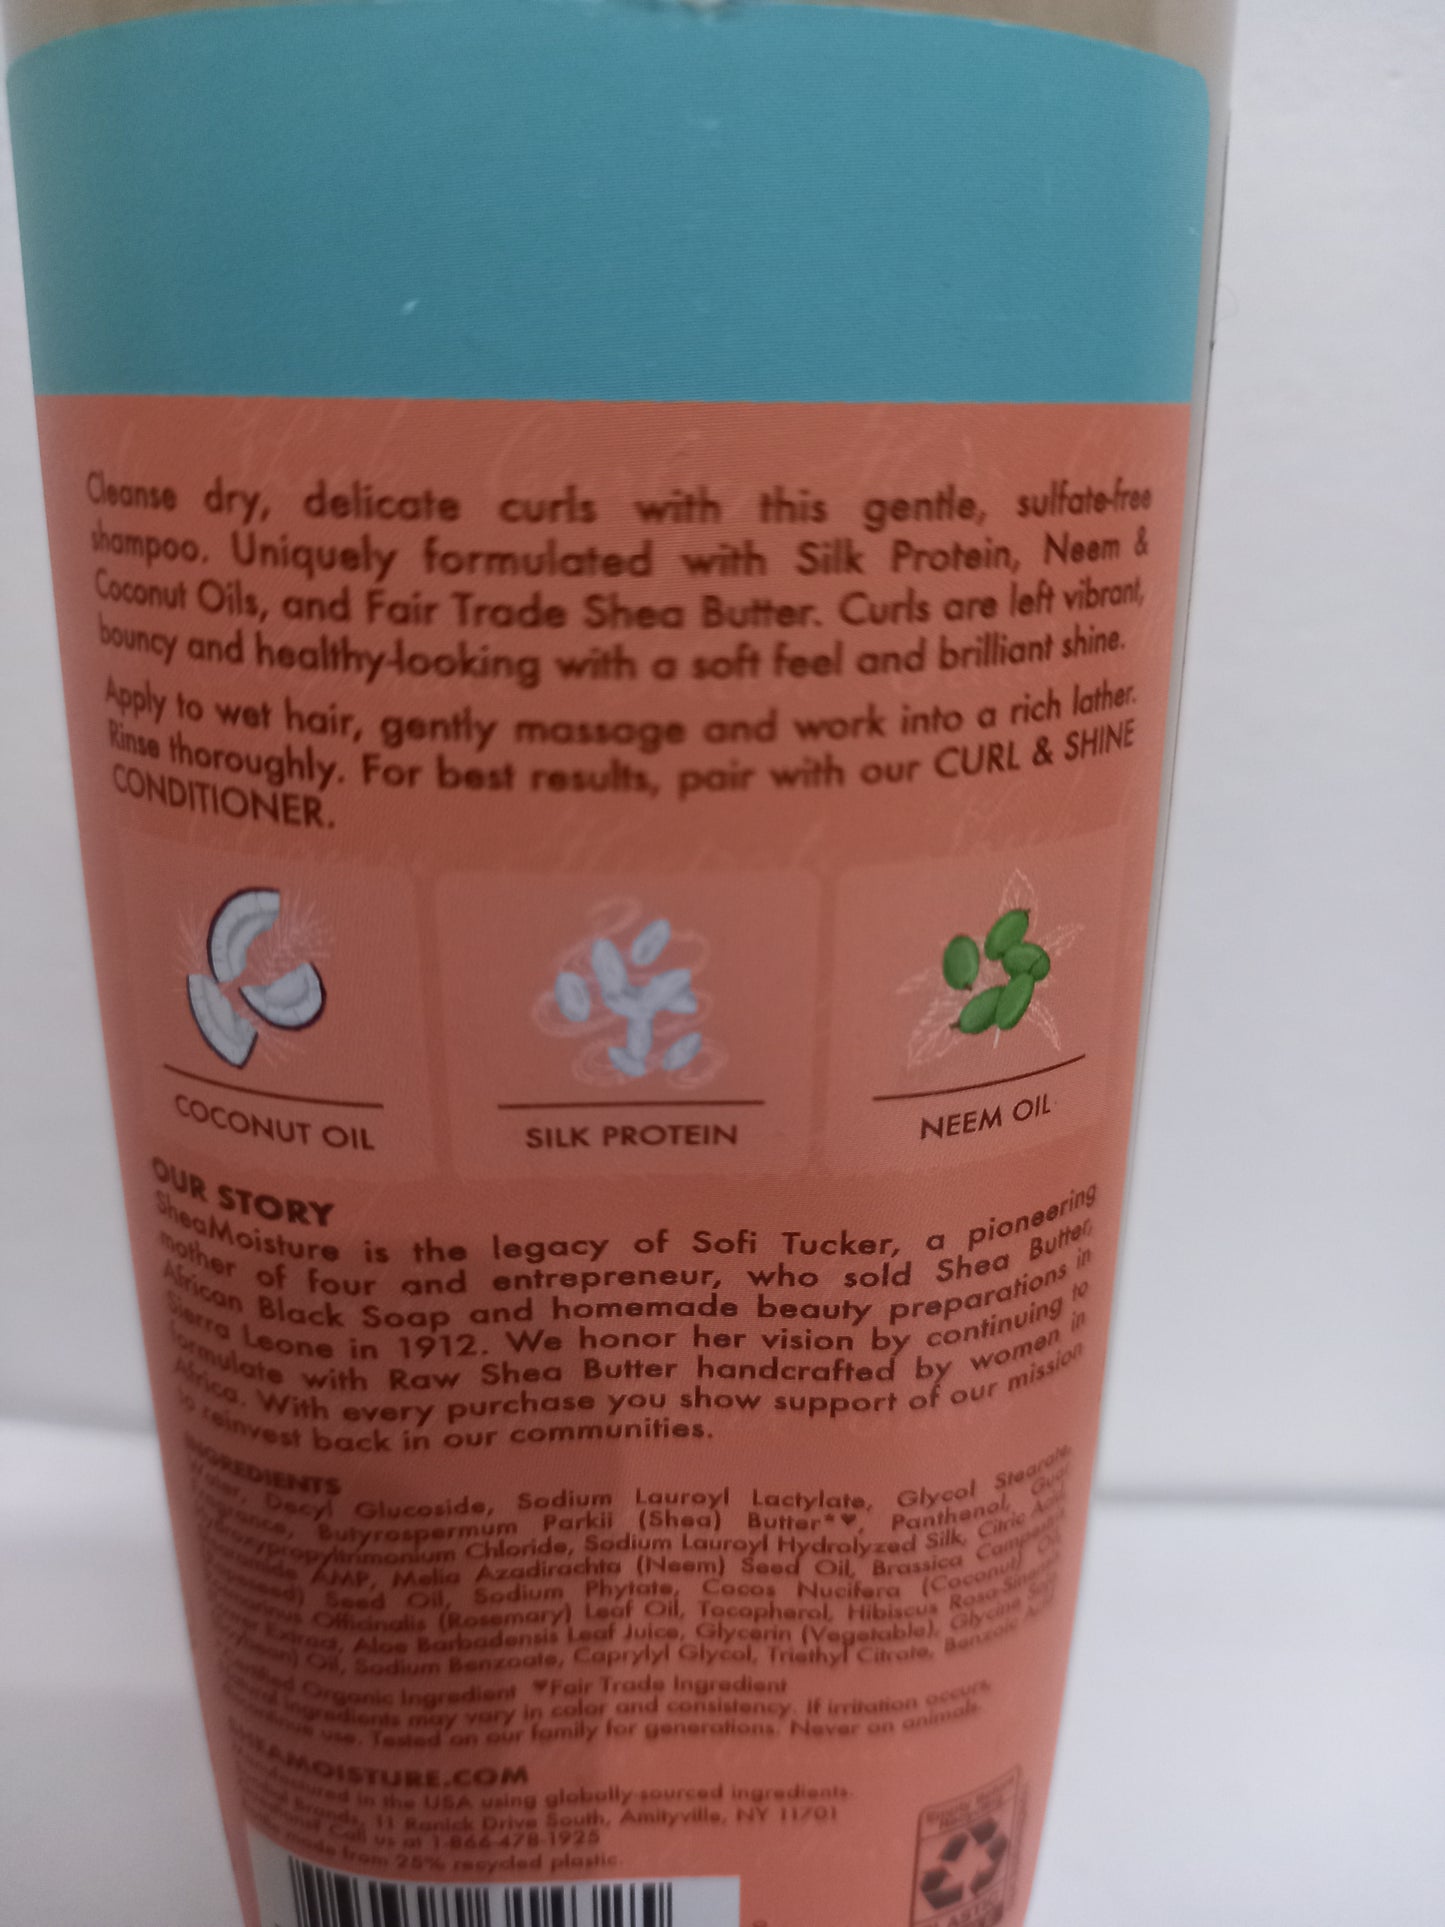 Cleanse dry, delicate curls with this gentle, sulfate-free
shampoo. Uniquely formulated with Silk Protein, Neem &
Coconut Oils, and Fair Trade Shea Butter. Curls are left vibrant,
bouncy and healthy-looking with a soft feel and brilliant shine.
Apply to wet hair, gently massage and work into a rich lather.
Rinse thoroughly. For best results, pair with our CURL & SHINE
CONDITIONER.
COCONUT OIL
SILK PROTEIN
NEEM OIL
OUR STORY
SheaMoisture is the legacy of Sofi Tucker, a pioneering
mother of four and entrepreneur, who sold Shea Butter,
African Black Soap and homemade beauty preparations in
Sierra Leone in 1912. We honor her vision by continuing to
formulate with Raw Shea Butter handcrafted by women in
Africa. With every purchase you show support of our mission
to reinvest back in our communities.
INGREDIENTS
Water, Decyl Glucoside, Sodium Lauroyl Lactylate, Glycol Stearate,
Fragrance, Butyrospermum Parkii (Shea) Butter*♥, Panthenol, Guar
Hydroxypropyltrimonium Chloride, Sodium Lauroyl Hydrolyzed Silk, Citric Acid,
AMP, Melia Azadirachta (Neem) Seed Oil, Brassica Campestris
Seed Oil, Sodium Phytate, Cocos Nucifera (Coconut) Oil,
Officinalis (Rosemary) Leaf Oil, Tocopherol, Hibiscus Rosa-Sinensis
Flower Extract, Aloe Barbadensis Leaf Juice, Glycerin (Vegetable), Glycine Soja
(Soybean) Oil, Sodium Benzoate, Caprylyl Glycol, Triethyl Citrate, Benzoic Acid
Certified Organic Ingredient ♥Fair Trade Ingredient
Natural ingredients may vary in color and consistency. If irritation occurs,
discontinue use. Tested on our family for generations. Never on animals.
SHEAMOISTURE.COM
in the USA using globally-sourced ingredients.
Brands, 11 Ranick Drive South, Amityville, NY 11701
Call us at 1-866-478-1925
made from 25% recycled plastic.